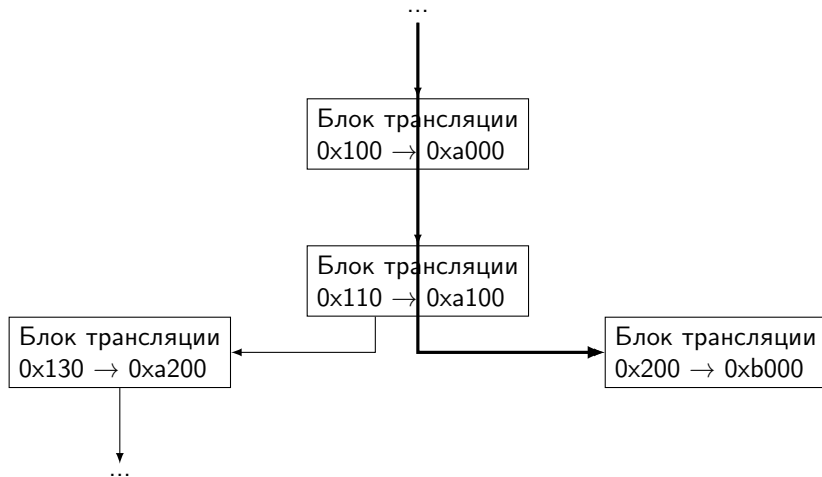 ...
Блок трансляции
0x100 → 0xa000
Блок трансляции
0x110 → 0xa100
Блок трансляции
0x130 → 0xa200
Блок трансляции
0x200 → 0xb000
...